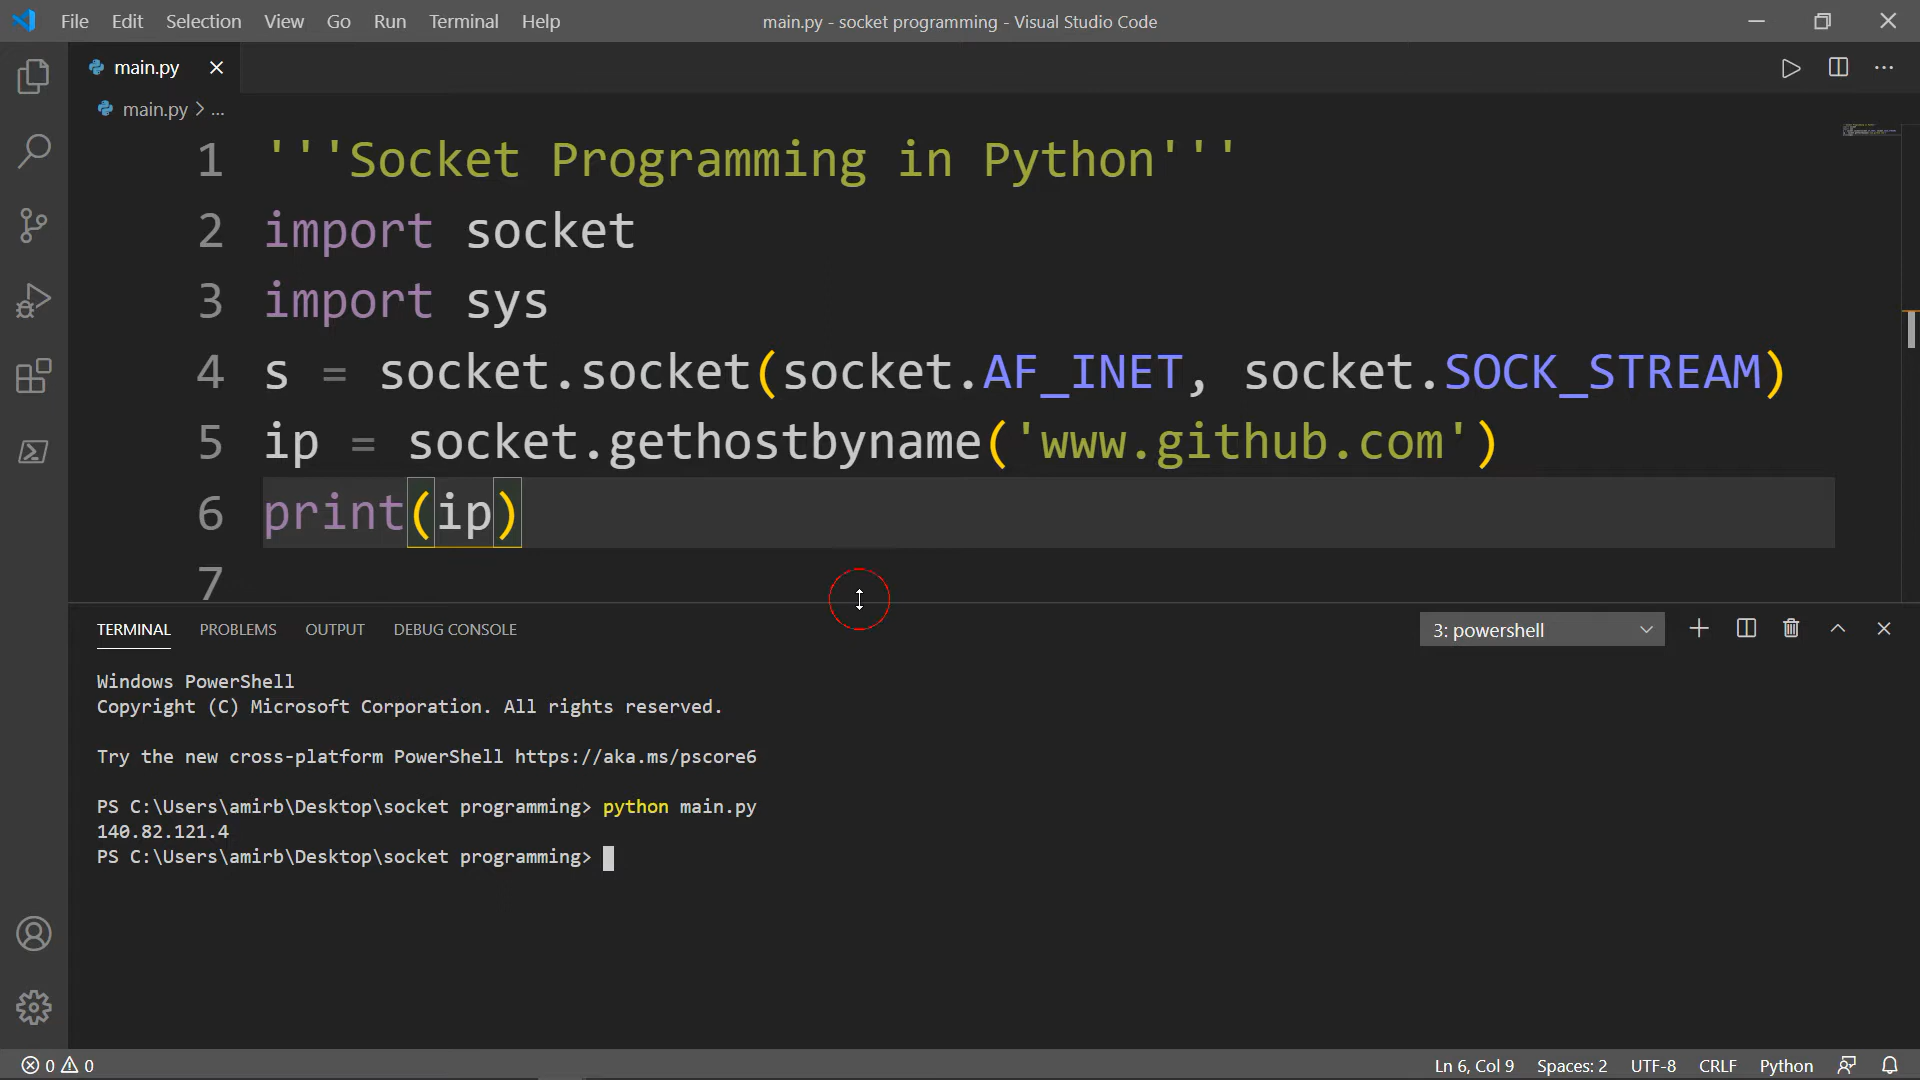 File Edit Selection View Go Run Terminal Help
main.py - socket programming - Visual Studio Code
main.py
main.py > ...
1 '''Socket Programming in Python'''
2 import socket
3 import sys
4 s = socket.socket(socket.AF_INET, socket.SOCK_STREAM)
5 ip = socket.gethostbyname('www.github.com')
6 print(ip)
7
TERMINAL PROBLEMS OUTPUT DEBUG CONSOLE
3: powershell
Windows PowerShell
Copyright (C) Microsoft Corporation. All rights reserved.
Try the new cross-platform PowerShell https://aka.ms/pscore6
PS C:\Users\amirb\Desktop\socket programming> python main.py
140.82.121.4
PS C:\Users\amirb\Desktop\socket programming>
0 0
Ln 6, Col 9 Spaces: 2 UTF-8 CRLF Python